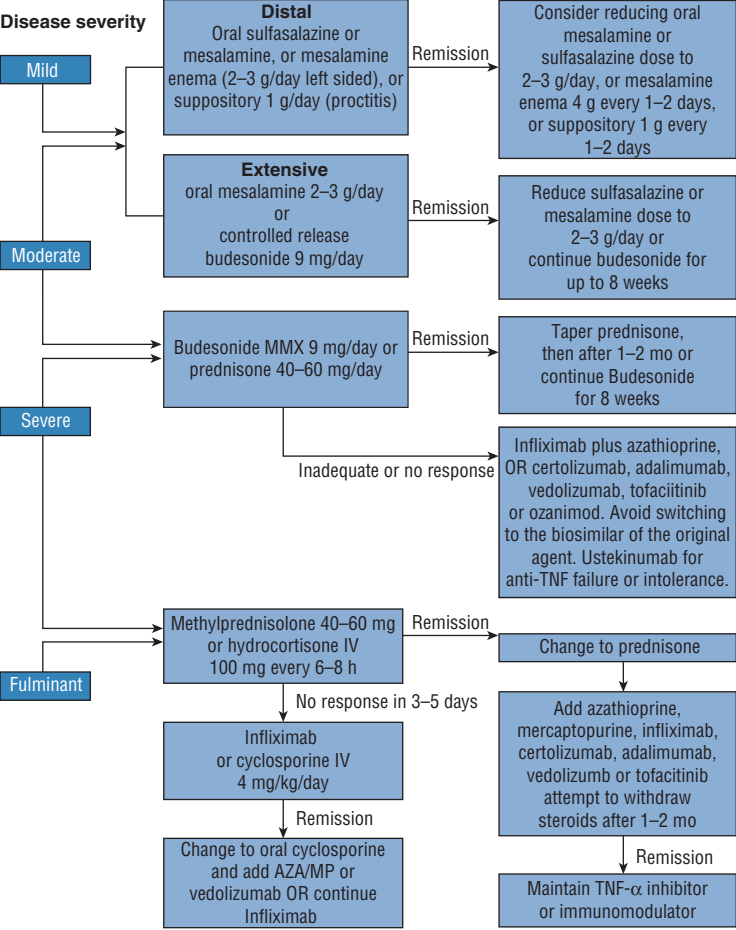 Disease severity
Mild
Moderate
Severe
Fulminant
Distal
Oral sulfasalazine or
mesalamine, or mesalamine
enema (2–3 g/day left sided), or
suppository 1 g/day (proctitis)
Remission
Consider reducing oral
mesalamine or
sulfasalazine dose to
2–3 g/day, or mesalamine
enema 4 g every 1–2 days,
or suppository 1 g every
1–2 days
Extensive
oral mesalamine 2–3 g/day
or
controlled release
budesonide 9 mg/day
Remission
Reduce sulfasalazine or
mesalamine dose to
2–3 g/day or
continue budesonide for
up to 8 weeks
Budesonide MMX 9 mg/day or
prednisone 40–60 mg/day
Remission
Taper prednisone,
then after 1–2 mo or
continue Budesonide
for 8 weeks
Inadequate or no response
Infliximab plus azathioprine,
OR certolizumab, adalimumab,
vedolizumab, tofaciitinib
or ozanimod. Avoid switching
to the biosimilar of the original
agent. Ustekinumab for
anti-TNF failure or intolerance.
Methylprednisolone 40–60 mg
or hydrocortisone IV
100 mg every 6–8 h
Remission
Change to prednisone
No response in 3–5 days
Infliximab
or cyclosporine IV
4 mg/kg/day
Remission
Change to oral cyclosporine
and add AZA/MP or
vedolizumab OR continue
Infliximab
Add azathioprine,
mercaptopurine, infliximab,
certolizumab, adalimumab,
vedolizumb or tofacitinib
attempt to withdraw
steroids after 1–2 mo
Remission
Maintain TNF-α inhibitor
or immunomodulator